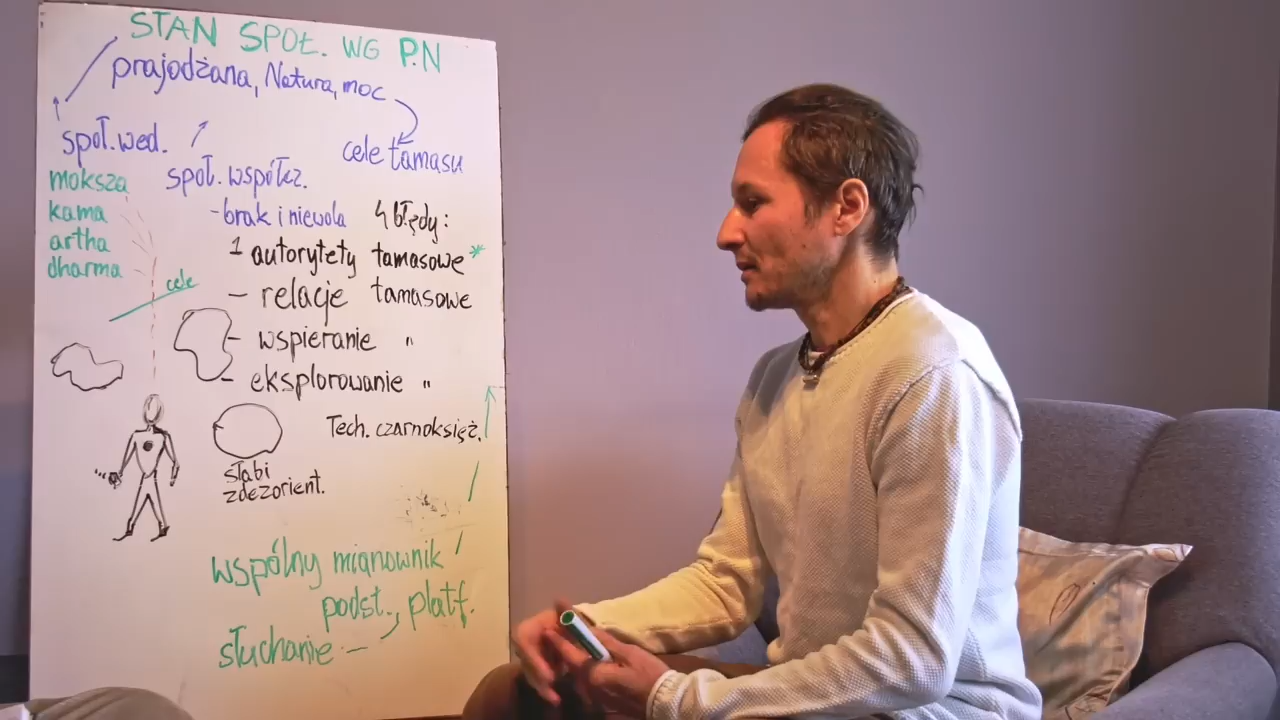 STAN SPOŁ. WG P.N
prajodżana, Natura, moc
społ. wed.
cele tamasu
moksza
kama
artha
dharma
cele
społ. współcz.
- brak i niewola
4 błędy:
1 autorytety tamasowe *
– relacje tamasowe
– wspieranie "
– eksplorowanie "
Tech. czarnoksięż.
słabi
zdezorient.
wspólny mianownik
podst., platf.
słuchanie –